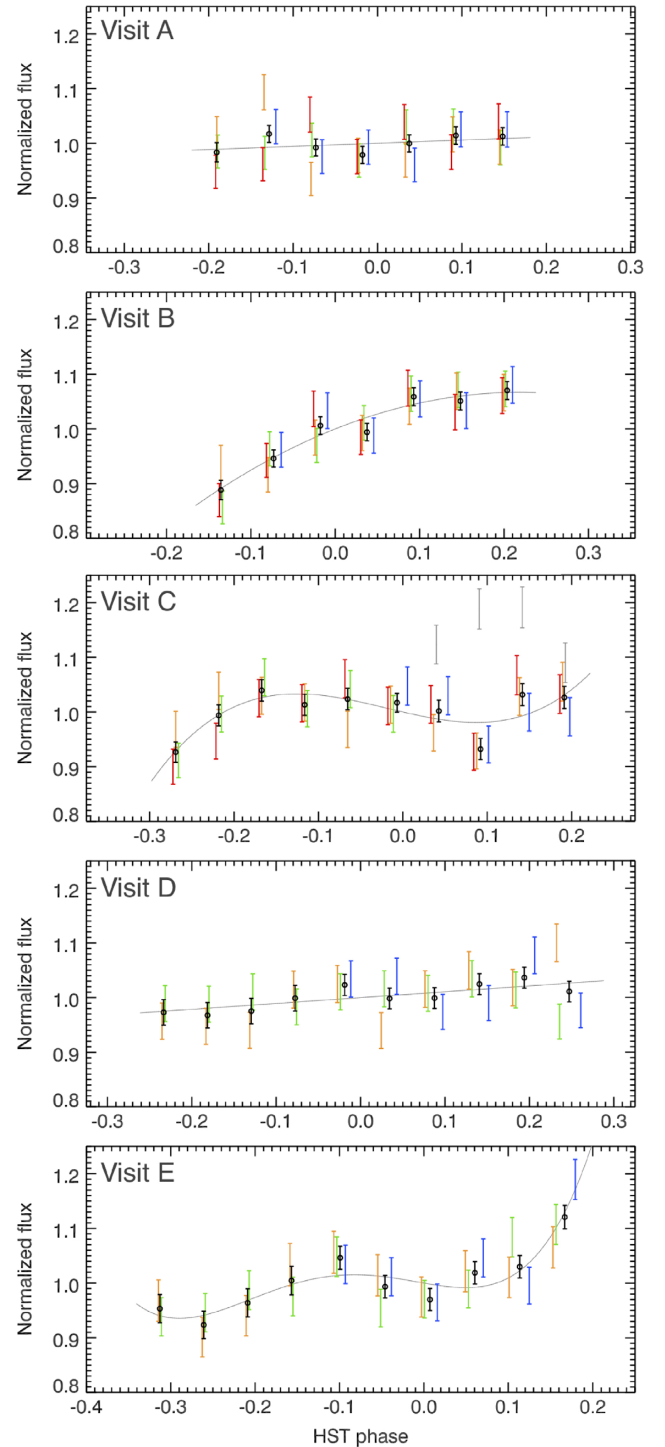 Visit A
Normalized flux
1.2
1.1
1.0
0.9
0.8
-0.3 -0.2 -0.1 0.0 0.1 0.2 0.3
Visit B
Normalized flux
1.2
1.1
1.0
0.9
0.8
-0.2 -0.1 0.0 0.1 0.2 0.3
Visit C
Normalized flux
1.2
1.1
1.0
0.9
0.8
-0.3 -0.2 -0.1 0.0 0.1 0.2
Visit D
Normalized flux
1.2
1.1
1.0
0.9
0.8
-0.3 -0.2 -0.1 0.0 0.1 0.2 0.3
Visit E
Normalized flux
1.2
1.1
1.0
0.9
0.8
-0.4 -0.3 -0.2 -0.1 0.0 0.1 0.2
HST phase